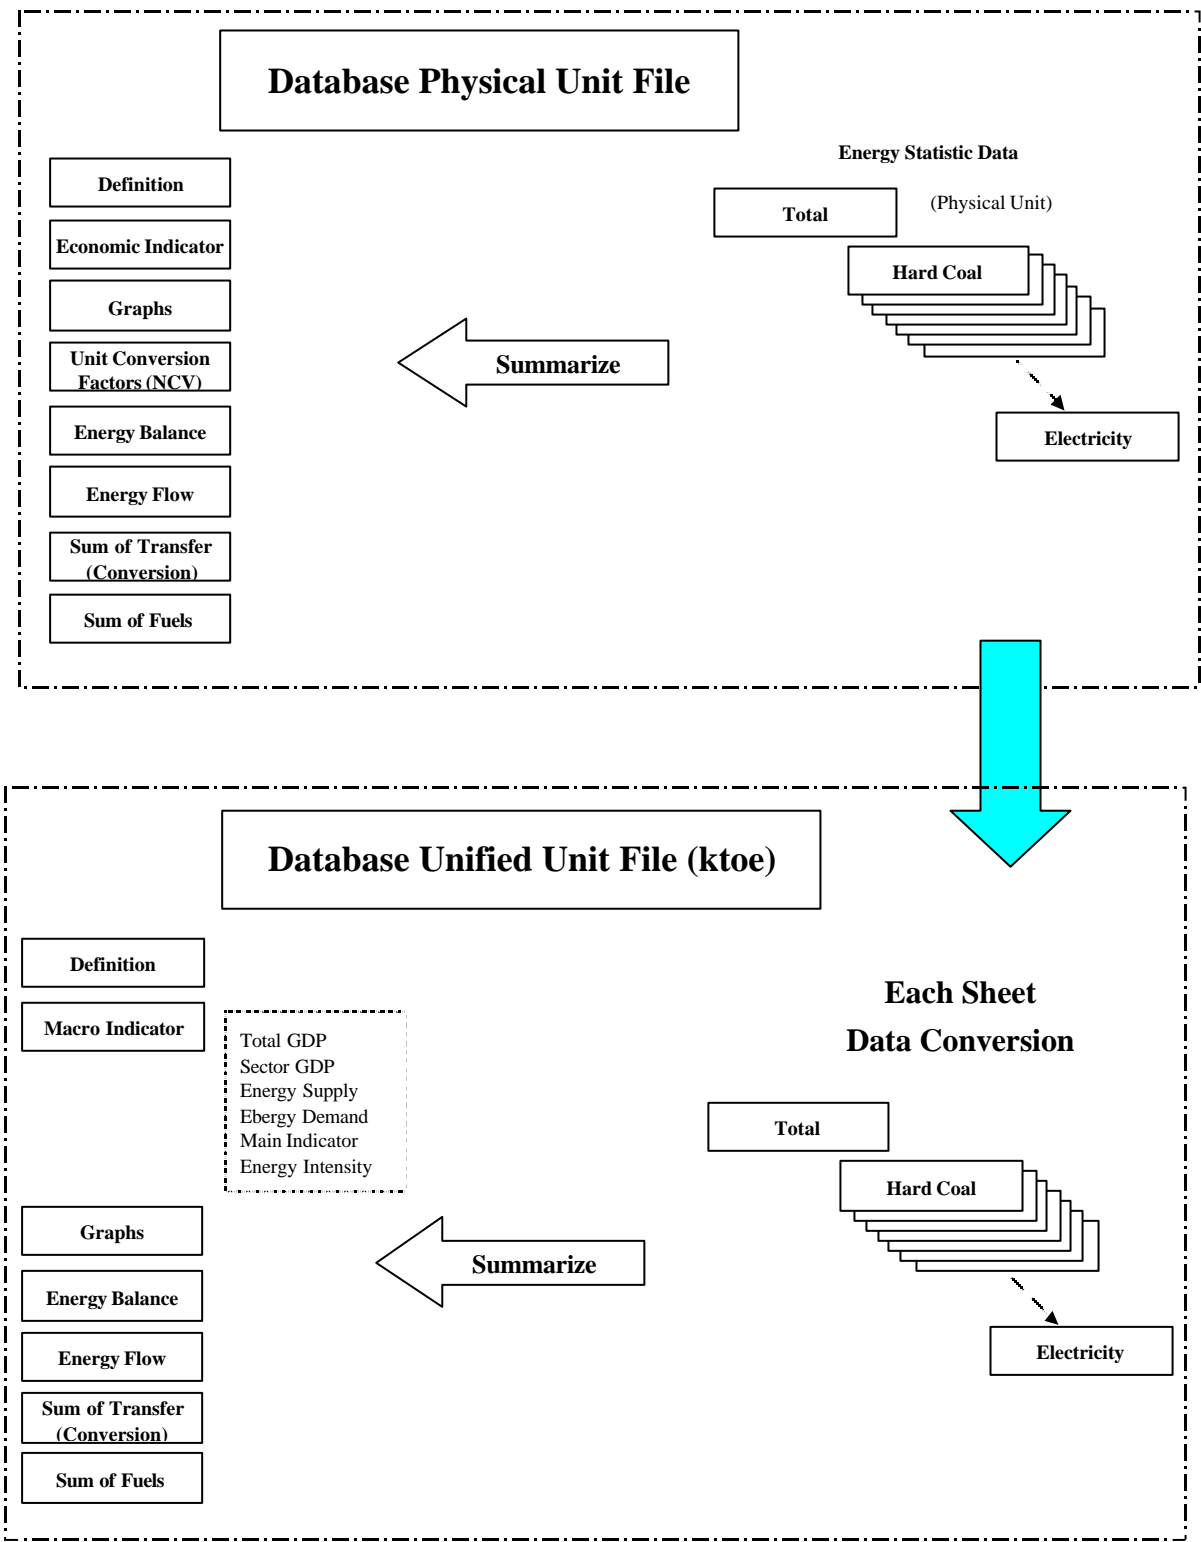 Database Physical Unit File
Energy Statistic Data
(Physical Unit)
Definition
Economic Indicator
Graphs
Unit Conversion
Factors (NCV)
Energy Balance
Energy Flow
Sum of Transfer
(Conversion)
Sum of Fuels
Summarize
Total
Hard Coal
Electricity
Database Unified Unit File (ktoe)
Definition
Macro Indicator
Total GDP
Sector GDP
Energy Supply
Ebergy Demand
Main Indicator
Energy Intensity
Graphs
Energy Balance
Energy Flow
Sum of Transfer
(Conversion)
Sum of Fuels
Summarize
Each Sheet
Data Conversion
Total
Hard Coal
Electricity